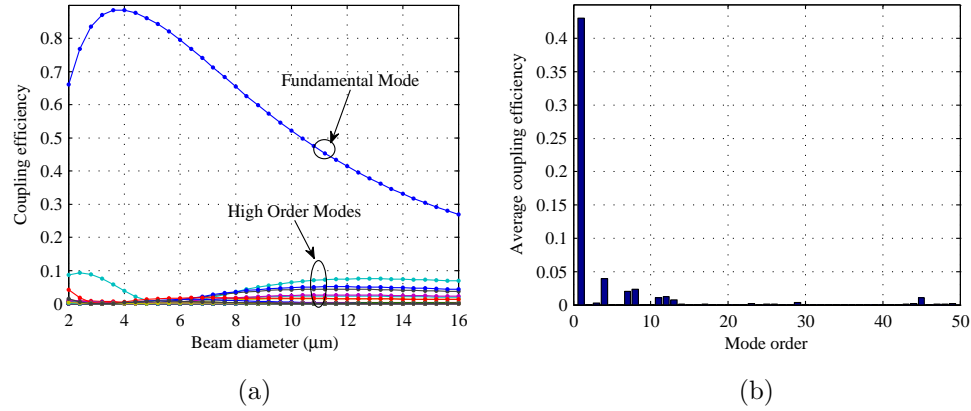 0.9
0.8
0.7
0.6
0.5
0.4
0.3
0.2
0.1
0
2 4 6 8 10 12 14 16
Coupling efficiency
Beam diameter (μm)
Fundamental Mode
High Order Modes
(a)
0.4
0.35
0.3
0.25
0.2
0.15
0.1
0.05
0
0 10 20 30 40 50
Average coupling efficiency
Mode order
(b)